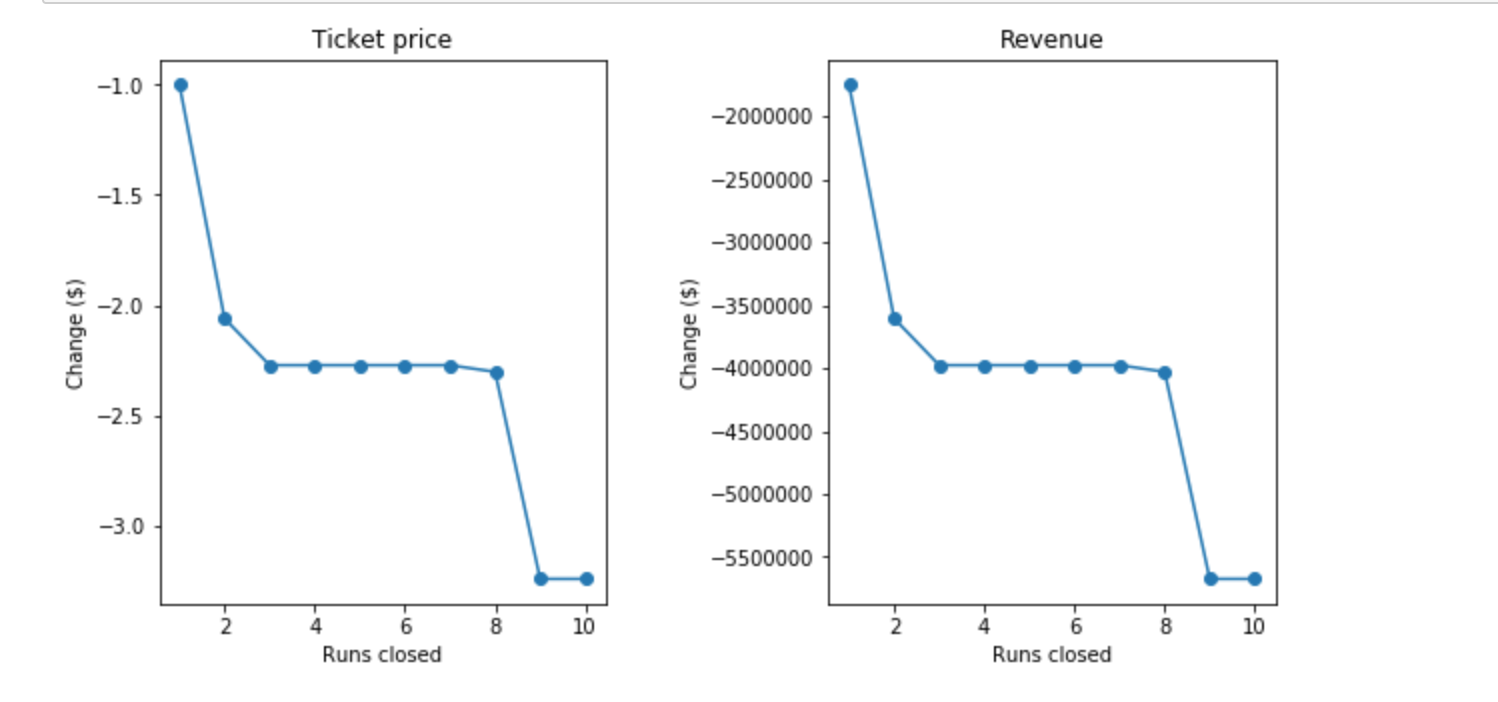 Ticket price
−1.0
−1.5
−2.0
−2.5
−3.0
Change ($)
2 4 6 8 10
Runs closed
Revenue
−2000000
−2500000
−3000000
−3500000
−4000000
−4500000
−5000000
−5500000
Change ($)
2 4 6 8 10
Runs closed